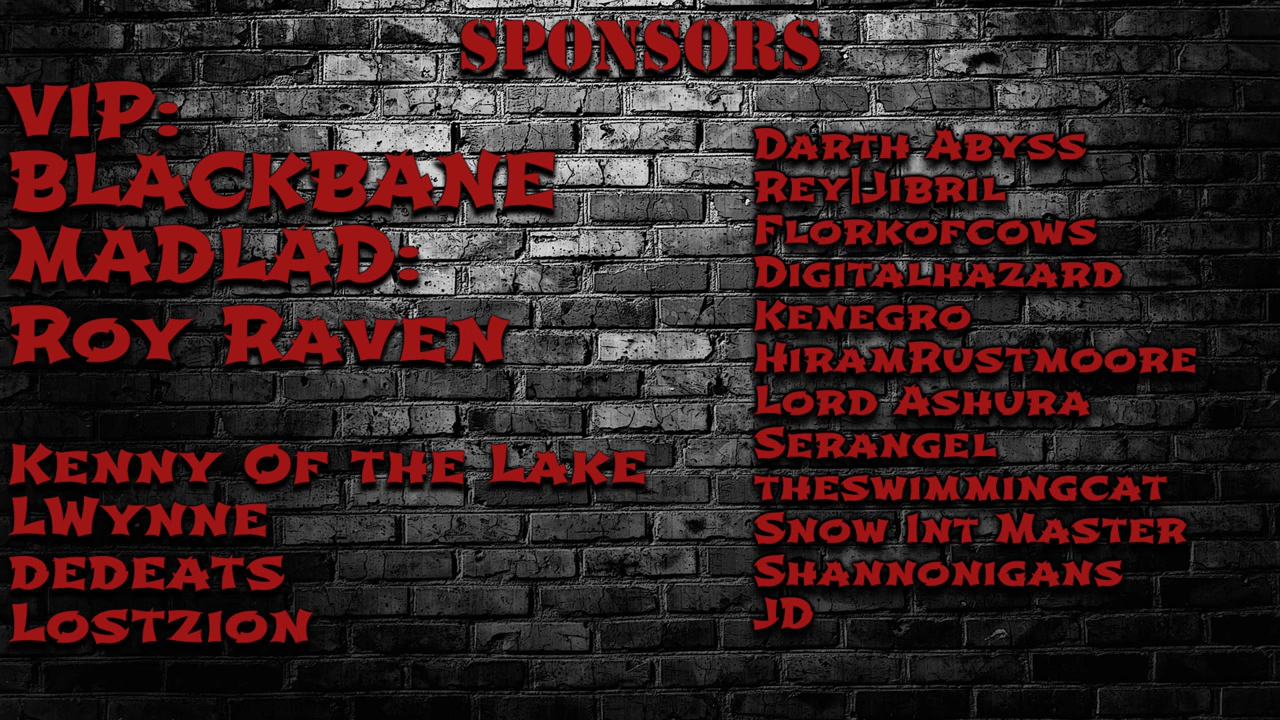 SPONSORS
VIP:
BLACKBANE
MADLAD:
Roy Raven
Kenny Of the Lake
LWynne
dedeats
Lostzion
Darth Abyss
Rey|Jibril
Florkofcows
Digitalhazard
Kenegro
HiramRustmoore
Lord Ashura
Serangel
theswimmingcat
Snow Int Master
Shannonigans
JD